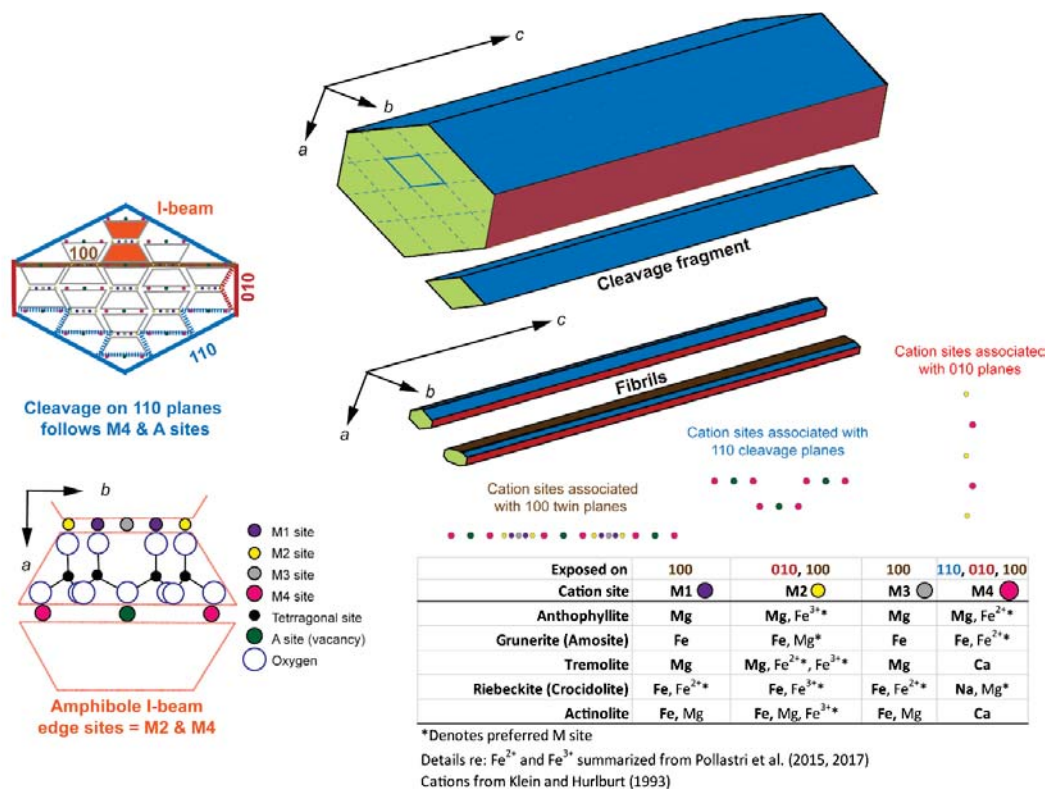 c
b
a
I-beam
100
010
110
Cleavage on 110 planes
follows M4 & A sites
Cleavage fragment
c
b
a
Fibrils
Cation sites associated
with 010 planes
Cation sites associated with
110 cleavage planes
Cation sites associated
with 100 twin planes
b
a
M1 site
M2 site
M3 site
M4 site
Tetrragonal site
A site (vacancy)
Oxygen
Amphibole I-beam
edge sites = M2 & M4
Exposed on 100 010, 100 100 110, 010, 100
Cation site M1 M2 M3 M4
Anthophyllite Mg Mg, Fe³⁺* Mg Mg, Fe²⁺*
Grunerite (Amosite) Fe Fe, Mg* Fe Fe, Fe²⁺*
Tremolite Mg Mg, Fe²⁺*, Fe³⁺* Mg Ca
Riebeckite (Crocidolite) Fe, Fe²⁺* Fe, Fe³⁺* Fe, Fe²⁺* Na, Mg*
Actinolite Fe, Mg Fe, Mg, Fe³⁺* Fe, Mg Ca
*Denotes preferred M site
Details re: Fe²⁺ and Fe³⁺ summarized from Pollastri et al. (2015, 2017)
Cations from Klein and Hurlburt (1993)